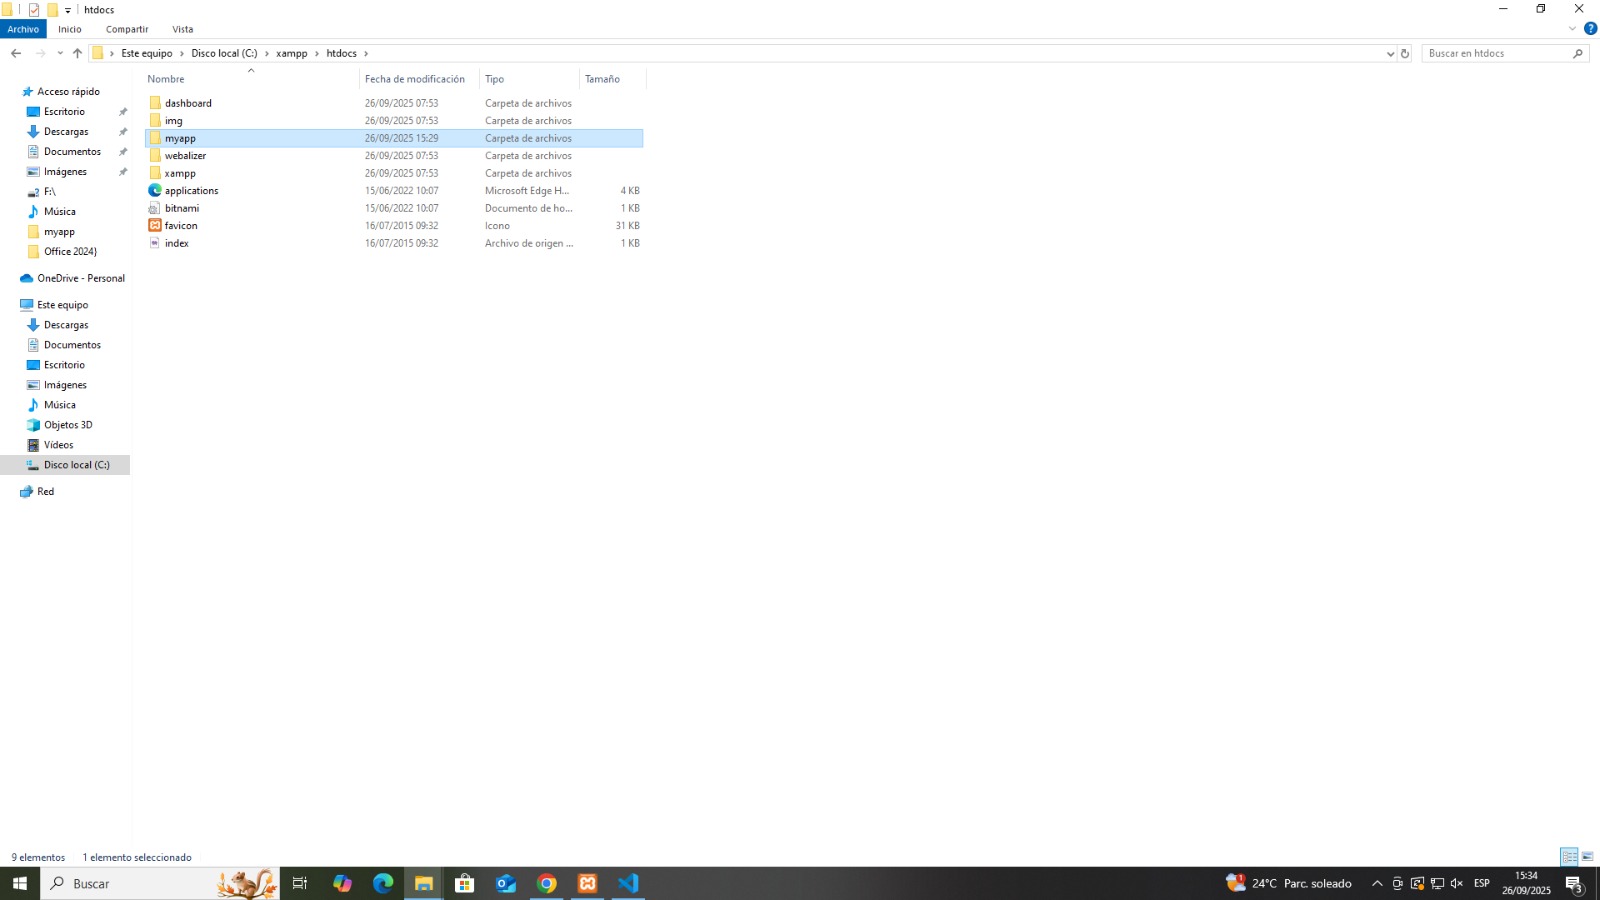 htdocs
Archivo Inicio Compartir Vista
Este equipo Disco local (C:) xampp htdocs
Buscar en htdocs
Nombre Fecha de modificación Tipo Tamaño
dashboard 26/09/2025 07:53 Carpeta de archivos
img 26/09/2025 07:53 Carpeta de archivos
myapp 26/09/2025 15:29 Carpeta de archivos
webalizer 26/09/2025 07:53 Carpeta de archivos
xampp 26/09/2025 07:53 Carpeta de archivos
applications 15/06/2022 10:07 Microsoft Edge H... 4 KB
bitnami 15/06/2022 10:07 Documento de ho... 1 KB
favicon 16/07/2015 09:32 Icono 31 KB
index 16/07/2015 09:32 Archivo de origen ... 1 KB
Acceso rápido
Escritorio
Descargas
Documentos
Imágenes
F:\
Música
myapp
Office 2024}
OneDrive - Personal
Este equipo
Descargas
Documentos
Escritorio
Imágenes
Música
Objetos 3D
Vídeos
Disco local (C:)
Red
9 elementos 1 elemento seleccionado
Buscar
1
24°C Parc. soleado
ESP
15:34
26/09/2025
3